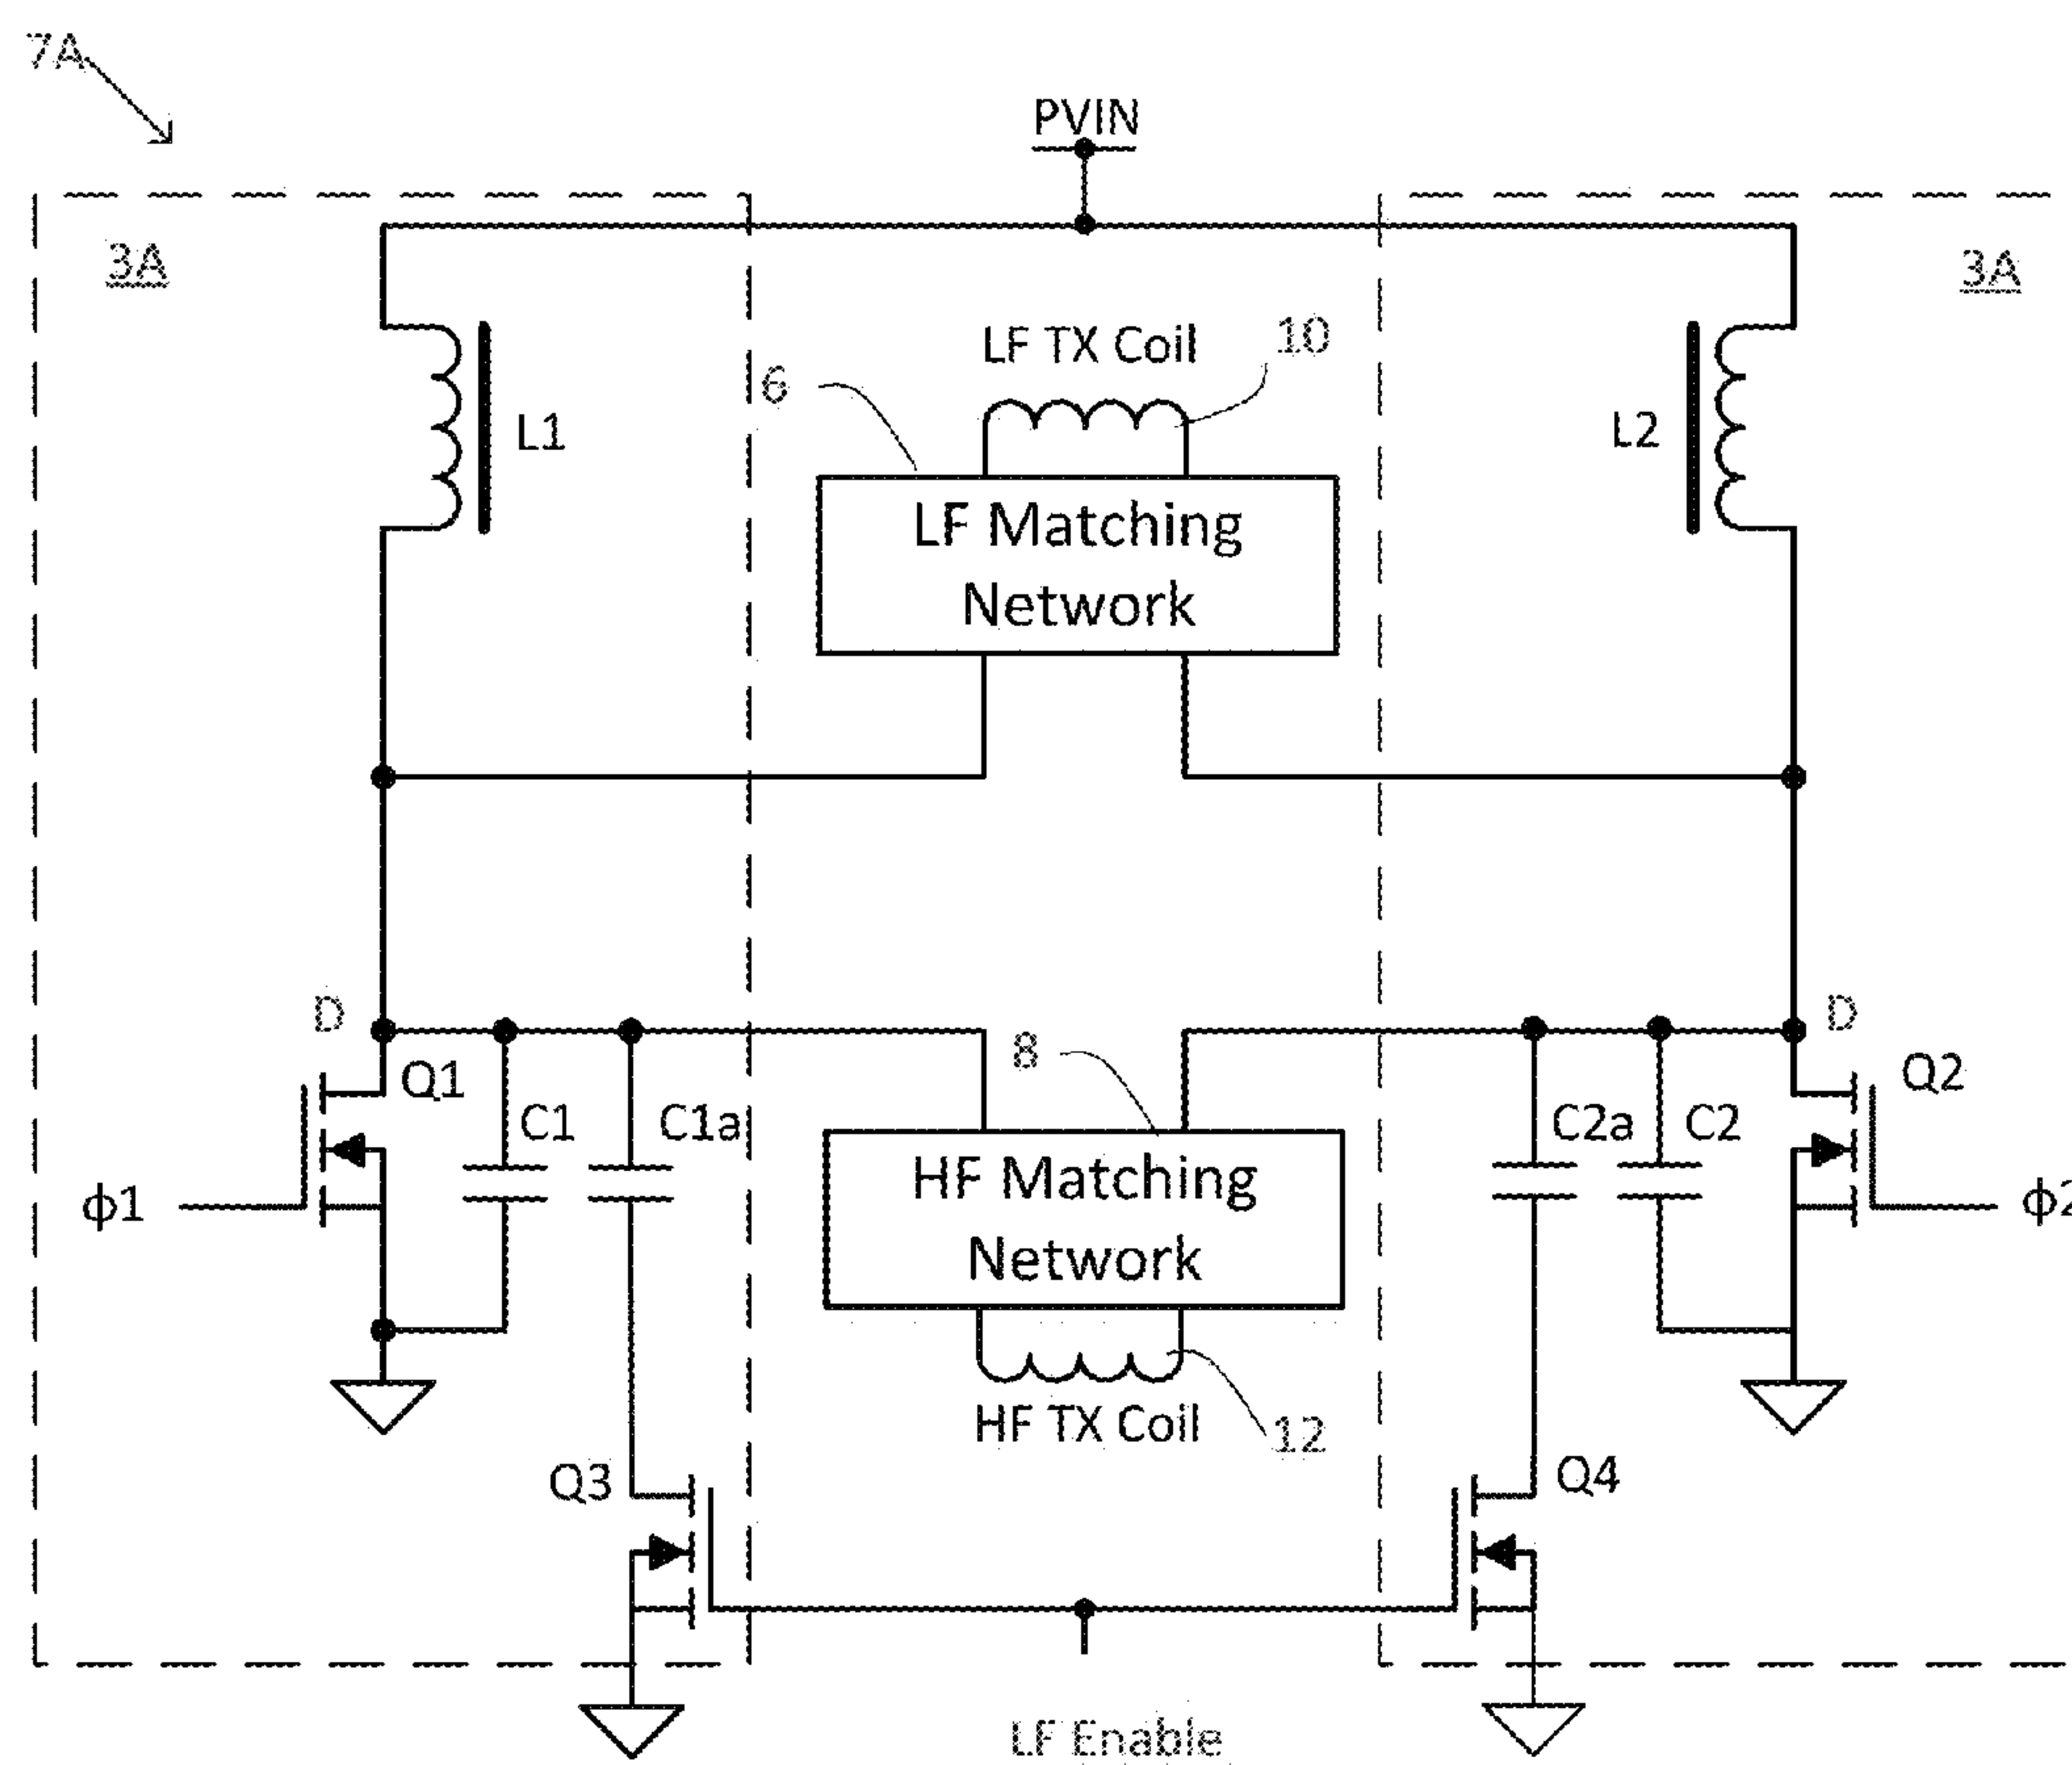 7A
PVIN
3A
3A
LF TX Coil
10
6
L1
L2
LF Matching
Network
D
D
8
Q1
Q2
C1
C1a
C2a
C2
HF Matching
Network
ϕ1
ϕ2
HF TX Coil
12
Q3
Q4
LF Enable